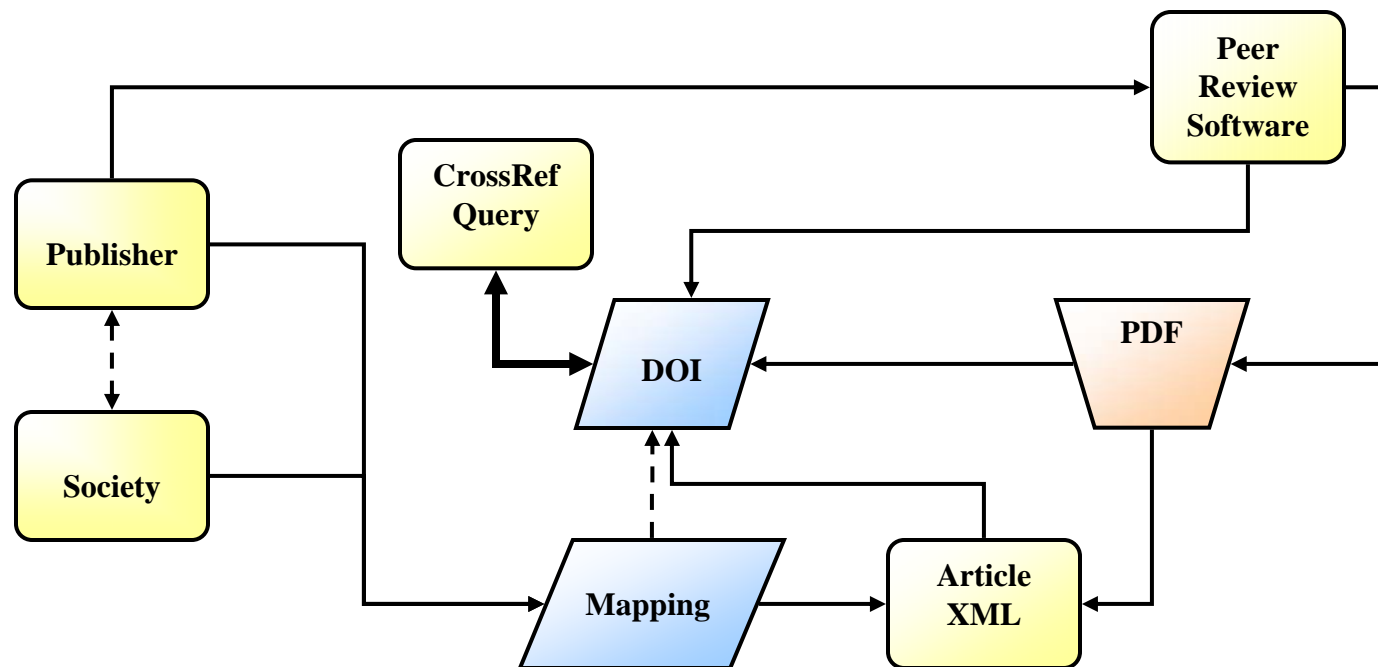 Peer
Review
Software
CrossRef
Query
Publisher
PDF
DOI
Society
Mapping
Article
XML